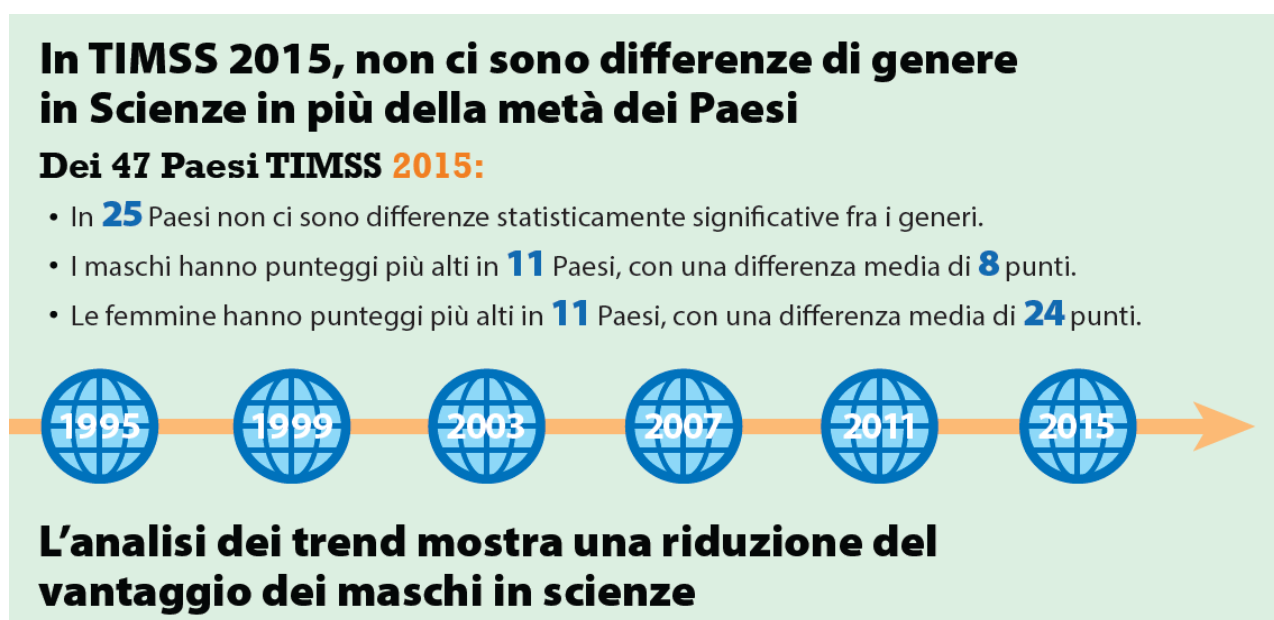 In TIMSS 2015, non ci sono differenze di genere
in Scienze in più della metà dei Paesi
Dei 47 Paesi TIMSS 2015:
• In 25 Paesi non ci sono differenze statisticamente significative fra i generi.
• I maschi hanno punteggi più alti in 11 Paesi, con una differenza media di 8 punti.
• Le femmine hanno punteggi più alti in 11 Paesi, con una differenza media di 24 punti.
1995 1999 2003 2007 2011 2015
L’analisi dei trend mostra una riduzione del
vantaggio dei maschi in scienze